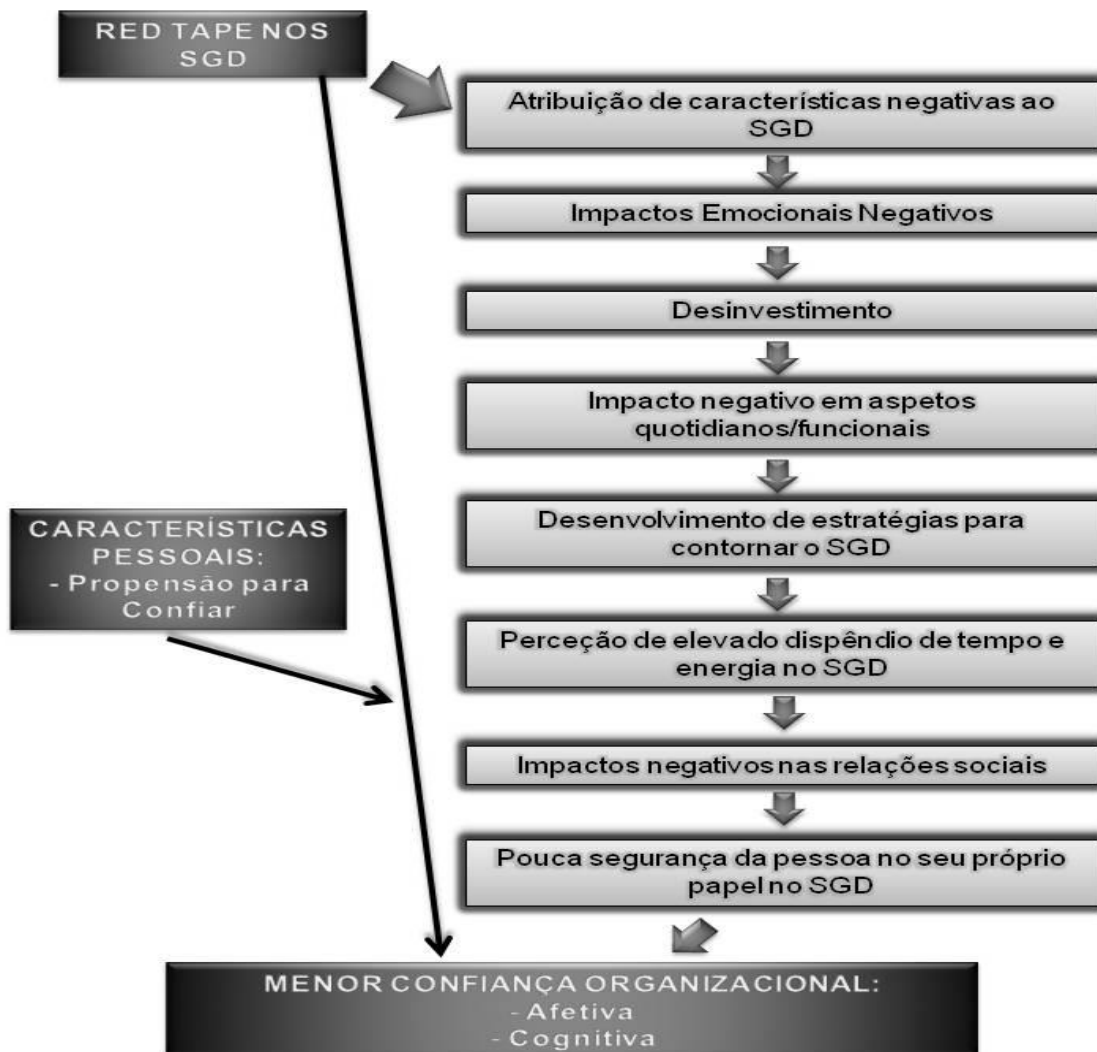 RED TAPE NOS
SGD
Atribuição de características negativas ao
SGD
Impactos Emocionais Negativos
Desinvestimento
Impacto negativo em aspetos
quotidianos/funcionais
Desenvolvimento de estratégias para
contornar o SGD
CARACTERÍSTICAS
PESSOAIS:
- Propensão para
Confiar
Perceção de elevado dispêndio de tempo e
energia no SGD
Impactos negativos nas relações sociais
Pouca segurança da pessoa no seu próprio
papel no SGD
MENOR CONFIANÇA ORGANIZACIONAL:
- Afetiva
- Cognitiva